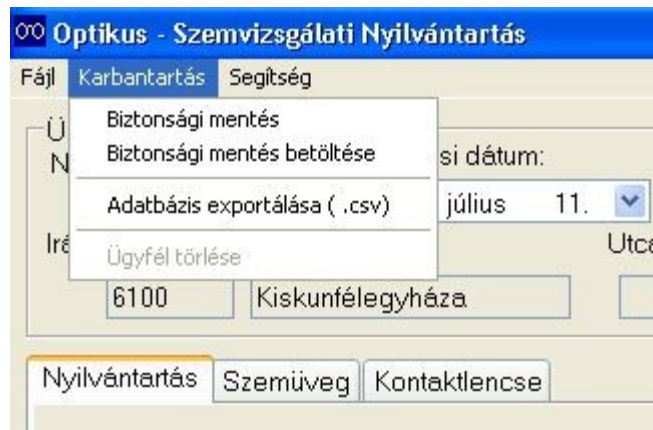 Optikus - Szemvizsgálati Nyilvántartás
Fájl Karbantartás Segítség
Biztonsági mentés
Biztonsági mentés betöltése
si dátum:
Adatbázis exportálása ( .csv)
július 11.
Ügyfél törlése
6100 Kiskunfélegyháza
Nyilvántartás Szemüveg Kontaktlencse